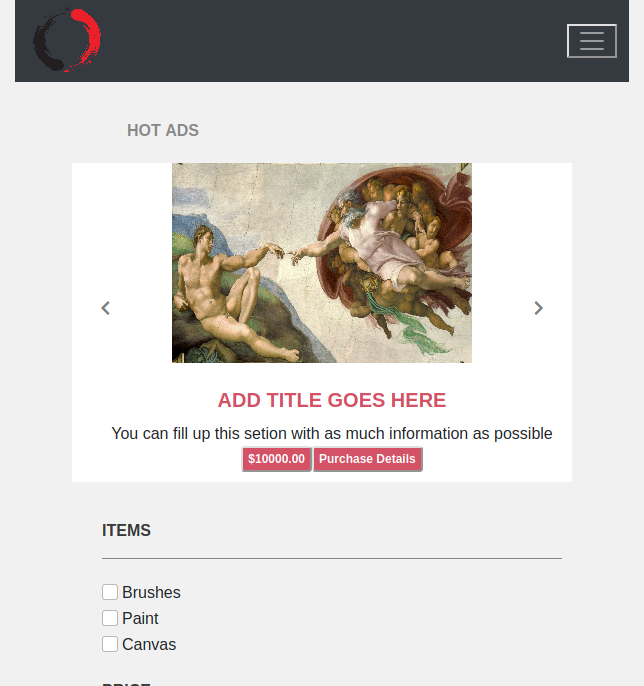 HOT ADS
ADD TITLE GOES HERE
You can fill up this setion with as much information as possible
$10000.00 Purchase Details
ITEMS
Brushes
Paint
Canvas
PRICE